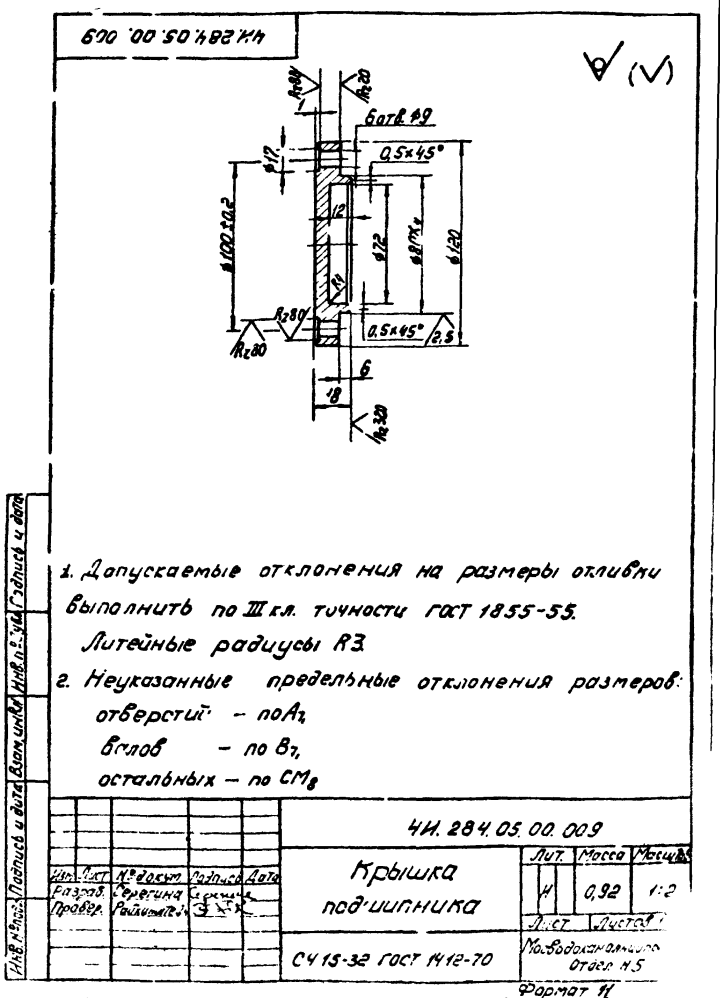 4И.284.05.00.009
(√)
Rz80
Rz20
1
6 отв. ф9
ф17
0,5×45°
ф100±0,2
12
ф72
ф120
R1
Rz80
Rz80
0,5×45°
2,5
6
18
Rz320
1. Допускаемые отклонения на размеры отливки
выполнить по III кл. точности ГОСТ 1855-55.
Литейные радиусы R3.
2. Неуказанные предельные отклонения размеров:
отверстий - по А7,
валов - по В7,
остальных - по СМ8
4И.284.05.00.009
Крышка
подшипника
СЧ 15-32 ГОСТ 1412-70
Лит. Масса Масштаб
И 0,92 1:2
Лист Листов 1
Отдел №5
Изм. Лист № докум. Подпись Дата
Разраб. Серегина
Провер.
Формат 11
Инв. № подл. Подпись и дата Взам. инв. № Инв. № дубл. Подпись и дата